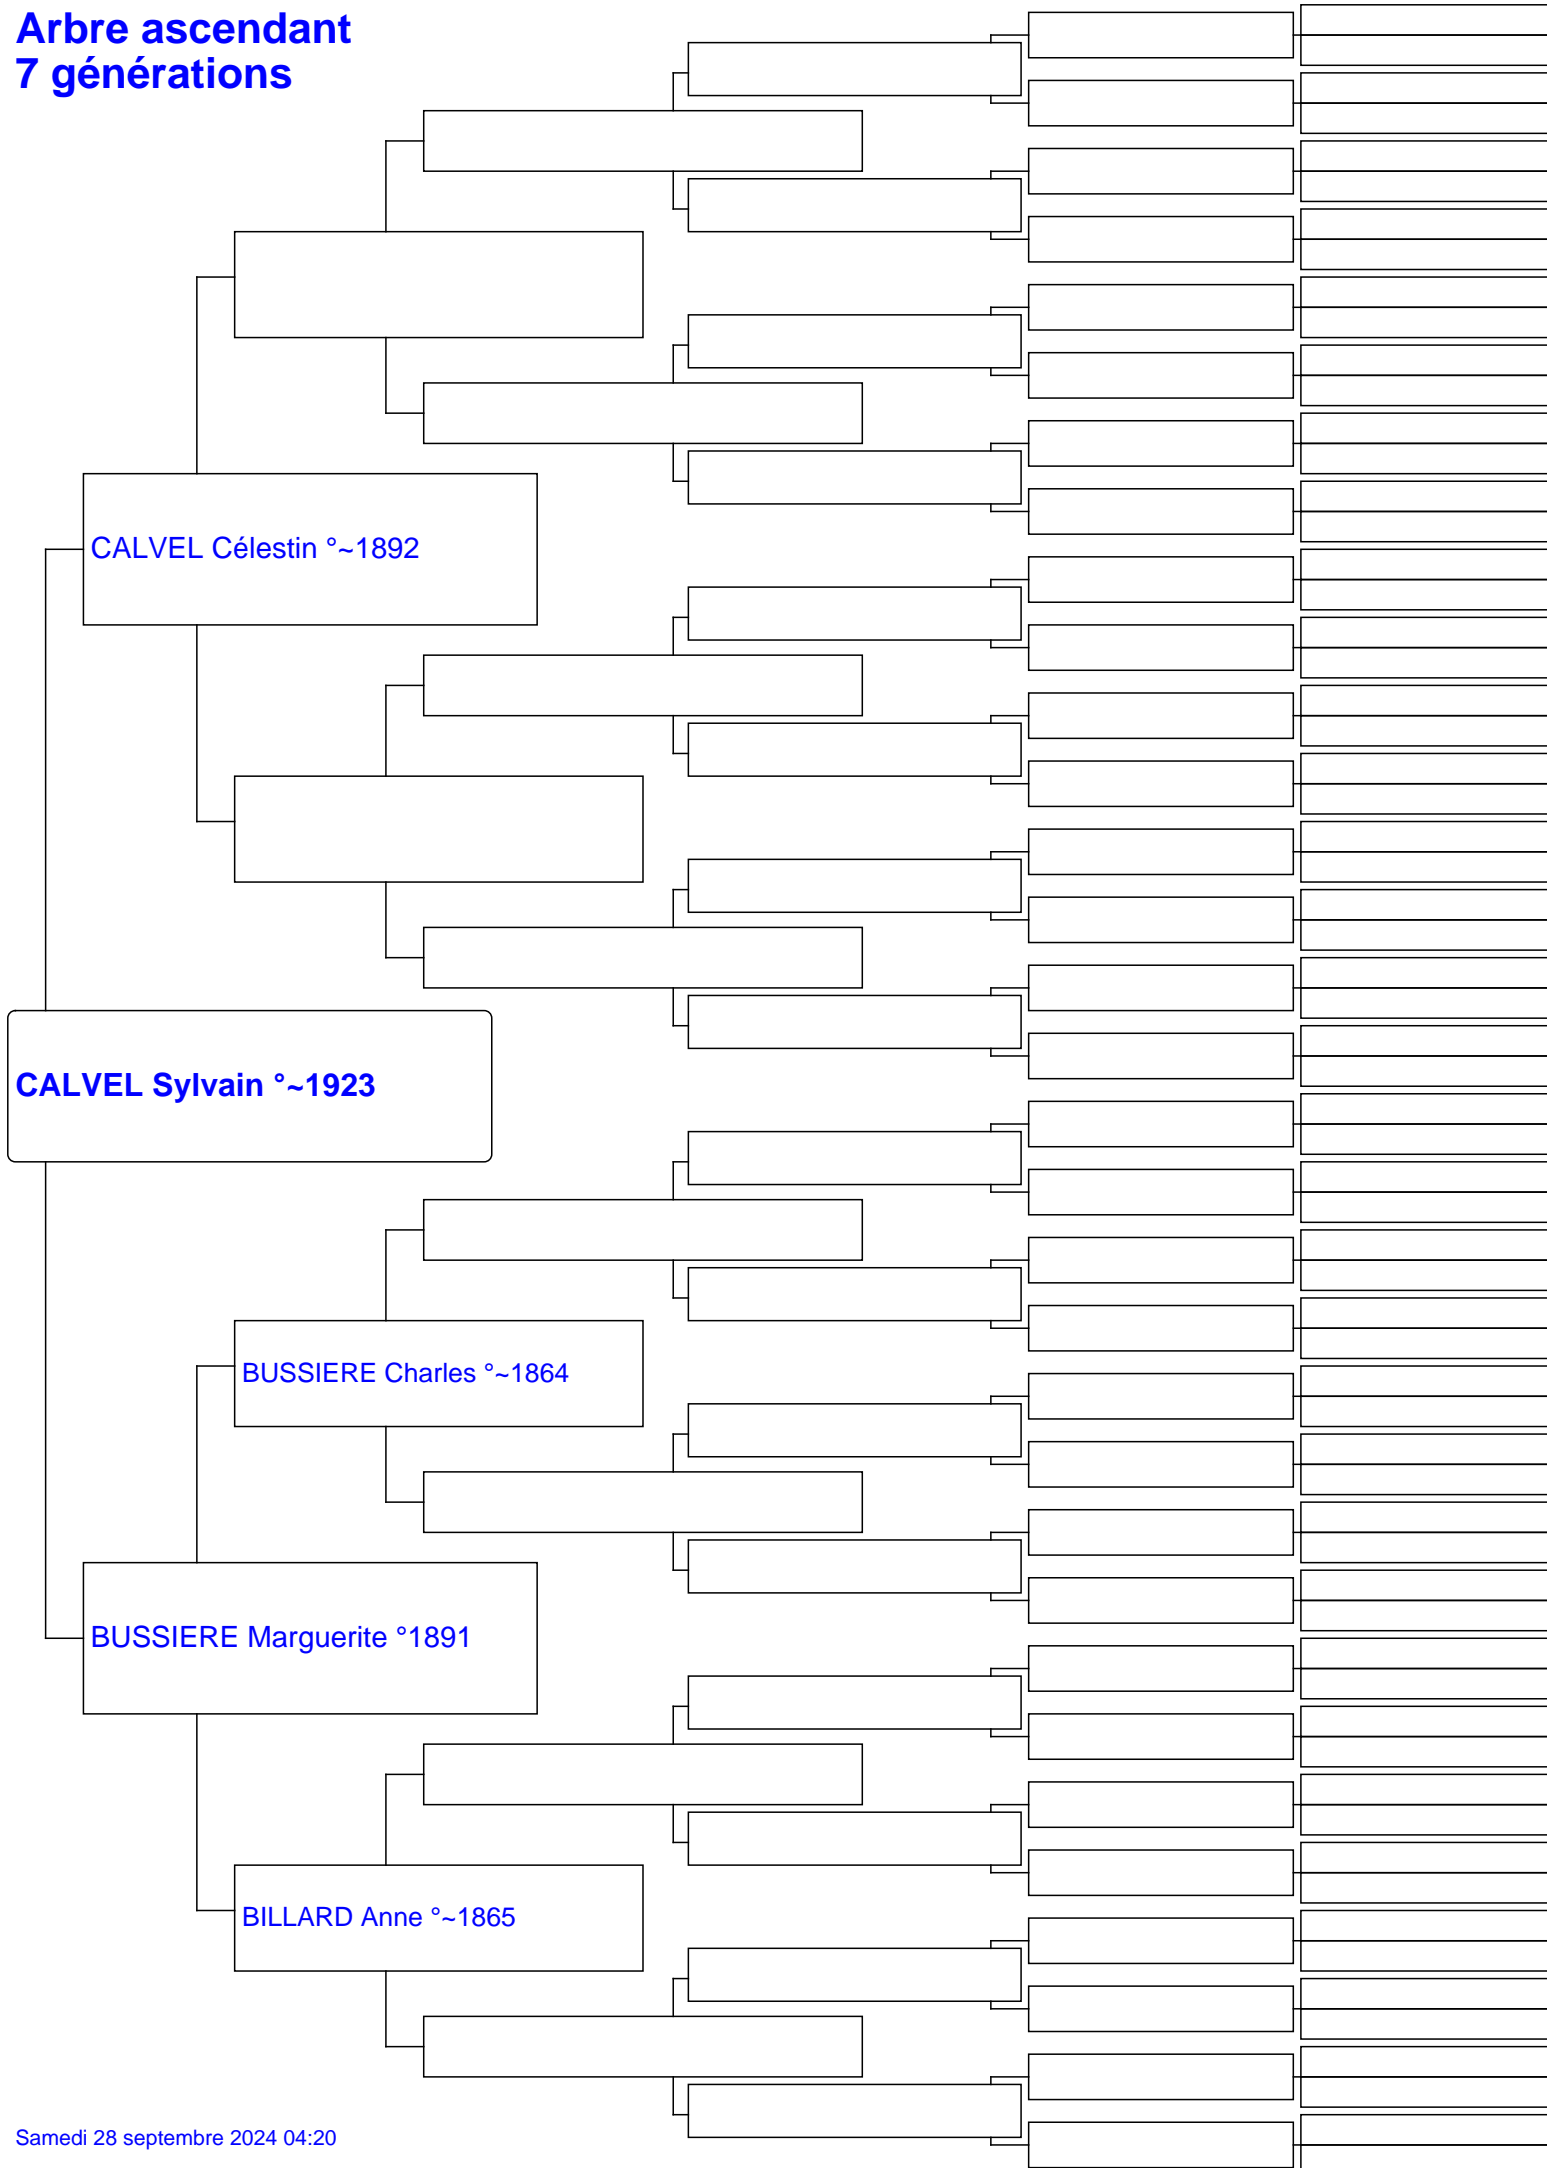 Arbre ascendant
7 générations
CALVEL Célestin °~1892
CALVEL Sylvain °~1923
BUSSIERE Charles °~1864
BUSSIERE Marguerite °1891
BILLARD Anne °~1865
Samedi 28 septembre 2024 04:20